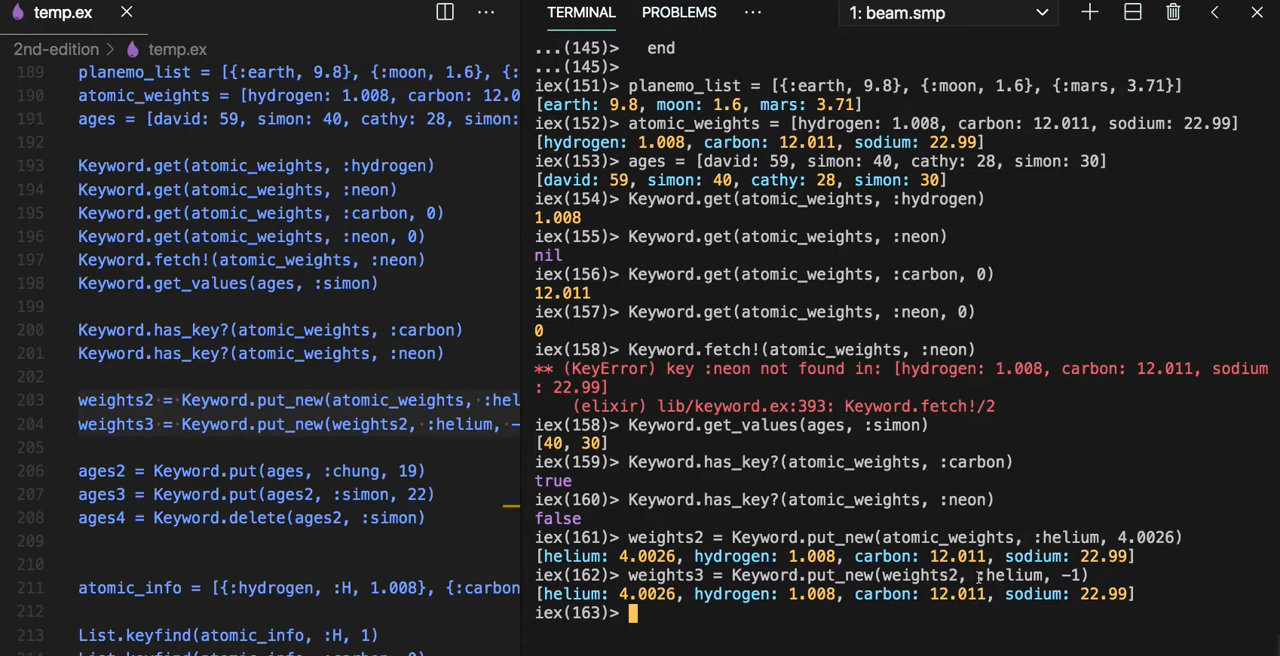 temp.ex
2nd-edition > temp.ex
189 planemo_list = [{:earth, 9.8}, {:moon, 1.6}, {:
190 atomic_weights = [hydrogen: 1.008, carbon: 12.0
191 ages = [david: 59, simon: 40, cathy: 28, simon:
192
193 Keyword.get(atomic_weights, :hydrogen)
194 Keyword.get(atomic_weights, :neon)
195 Keyword.get(atomic_weights, :carbon, 0)
196 Keyword.get(atomic_weights, :neon, 0)
197 Keyword.fetch!(atomic_weights, :neon)
198 Keyword.get_values(ages, :simon)
199
200 Keyword.has_key?(atomic_weights, :carbon)
201 Keyword.has_key?(atomic_weights, :neon)
202
203 weights2 = Keyword.put_new(atomic_weights, :hel
204 weights3 = Keyword.put_new(weights2, :helium, -
205
206 ages2 = Keyword.put(ages, :chung, 19)
207 ages3 = Keyword.put(ages2, :simon, 22)
208 ages4 = Keyword.delete(ages2, :simon)
209
210
211 atomic_info = [{:hydrogen, :H, 1.008}, {:carbon
212
213 List.keyfind(atomic_info, :H, 1)
TERMINAL PROBLEMS ... 1: beam.smp
...(145)> end
...(145)>
iex(151)> planemo_list = [{:earth, 9.8}, {:moon, 1.6}, {:mars, 3.71}]
[earth: 9.8, moon: 1.6, mars: 3.71]
iex(152)> atomic_weights = [hydrogen: 1.008, carbon: 12.011, sodium: 22.99]
[hydrogen: 1.008, carbon: 12.011, sodium: 22.99]
iex(153)> ages = [david: 59, simon: 40, cathy: 28, simon: 30]
[david: 59, simon: 40, cathy: 28, simon: 30]
iex(154)> Keyword.get(atomic_weights, :hydrogen)
1.008
iex(155)> Keyword.get(atomic_weights, :neon)
nil
iex(156)> Keyword.get(atomic_weights, :carbon, 0)
12.011
iex(157)> Keyword.get(atomic_weights, :neon, 0)
0
iex(158)> Keyword.fetch!(atomic_weights, :neon)
** (KeyError) key :neon not found in: [hydrogen: 1.008, carbon: 12.011, sodium
: 22.99]
(elixir) lib/keyword.ex:393: Keyword.fetch!/2
iex(158)> Keyword.get_values(ages, :simon)
[40, 30]
iex(159)> Keyword.has_key?(atomic_weights, :carbon)
true
iex(160)> Keyword.has_key?(atomic_weights, :neon)
false
iex(161)> weights2 = Keyword.put_new(atomic_weights, :helium, 4.0026)
[helium: 4.0026, hydrogen: 1.008, carbon: 12.011, sodium: 22.99]
iex(162)> weights3 = Keyword.put_new(weights2, :helium, -1)
[helium: 4.0026, hydrogen: 1.008, carbon: 12.011, sodium: 22.99]
iex(163)>